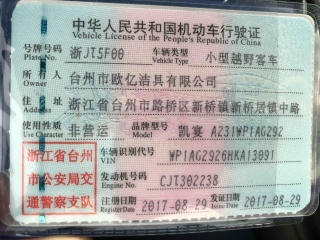 中华人民共和国机动车行驶证
Vehicle License of the People's Republic of China
号牌号码 Plate No. 浙JT5F00 车辆类型 Vehicle Type 小型越野客车
所有人 Owner 台州市欧亿洁具有限公司
住址 Address 浙江省台州市路桥区新桥镇新桥居镇中路
使用性质 Use Character 非营运 品牌型号 Model 凯宴 A231WP1AG292
浙江省台州
市公安局交
通警察支队
车辆识别代号 VIN WP1AG2926HKA13091
发动机号码 Engine No. CJT302238
注册日期 Register Date 2017-08-29 发证日期 Issue Date 2017-08-29